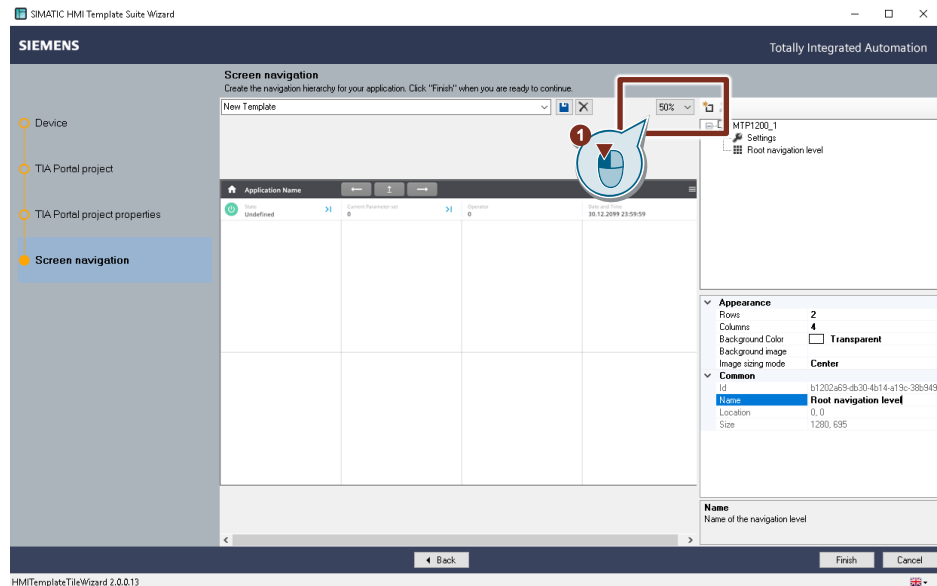 SIMATIC HMI Template Suite Wizard
SIEMENS
Totally Integrated Automation
Screen navigation
Create the navigation hierarchy for your application. Click "Finish" when you are ready to continue.
New Template
50%
1
Device
TIA Portal project
TIA Portal project properties
Screen navigation
MTP1200_1
Settings
Root navigation level
Application Name
State
Undefined
Current Parameter set
0
Operator
0
Date and Time
30.12.2099 23:59:59
Appearance
Rows 2
Columns 4
Background Color Transparent
Background image
Image sizing mode Center
Common
Id b1202a69-db30-4b14-a19c-38b949
Name Root navigation level
Location 0, 0
Size 1280, 695
Name
Name of the navigation level
Back
Finish
Cancel
HMITemplateTileWizard 2.0.0.13